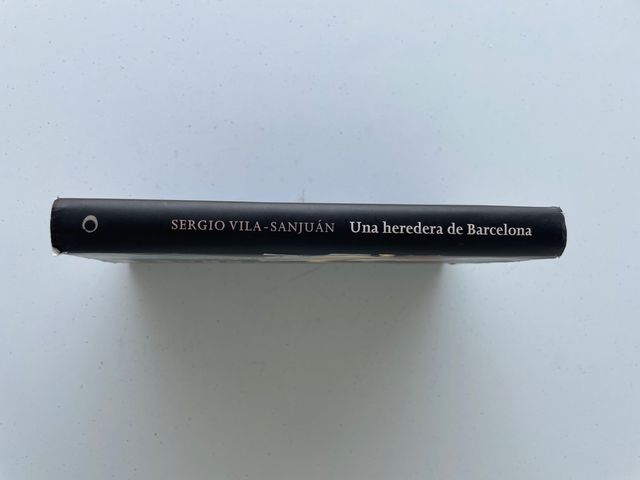 SERGIO VILA-SANJUÁN Una heredera de Barcelona